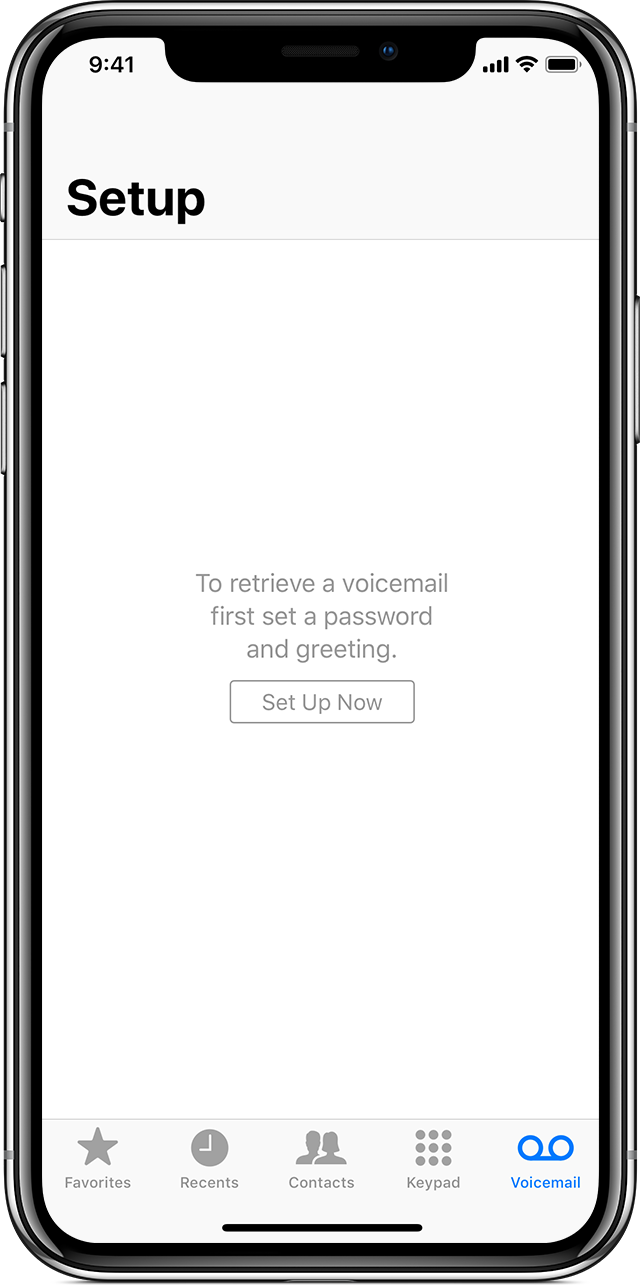 9:41
Setup
To retrieve a voicemail
first set a password
and greeting.
Set Up Now
Favorites
Recents
Contacts
Keypad
Voicemail